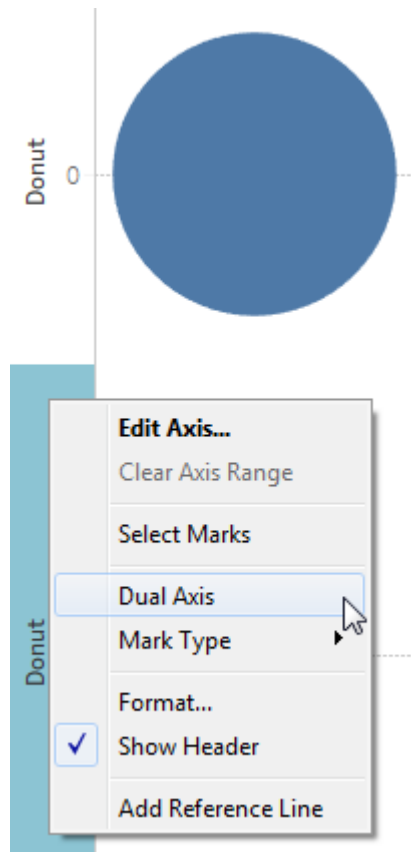 Donut
0
Edit Axis...
Clear Axis Range
Select Marks
Dual Axis
Mark Type
Donut
Format...
Show Header
Add Reference Line